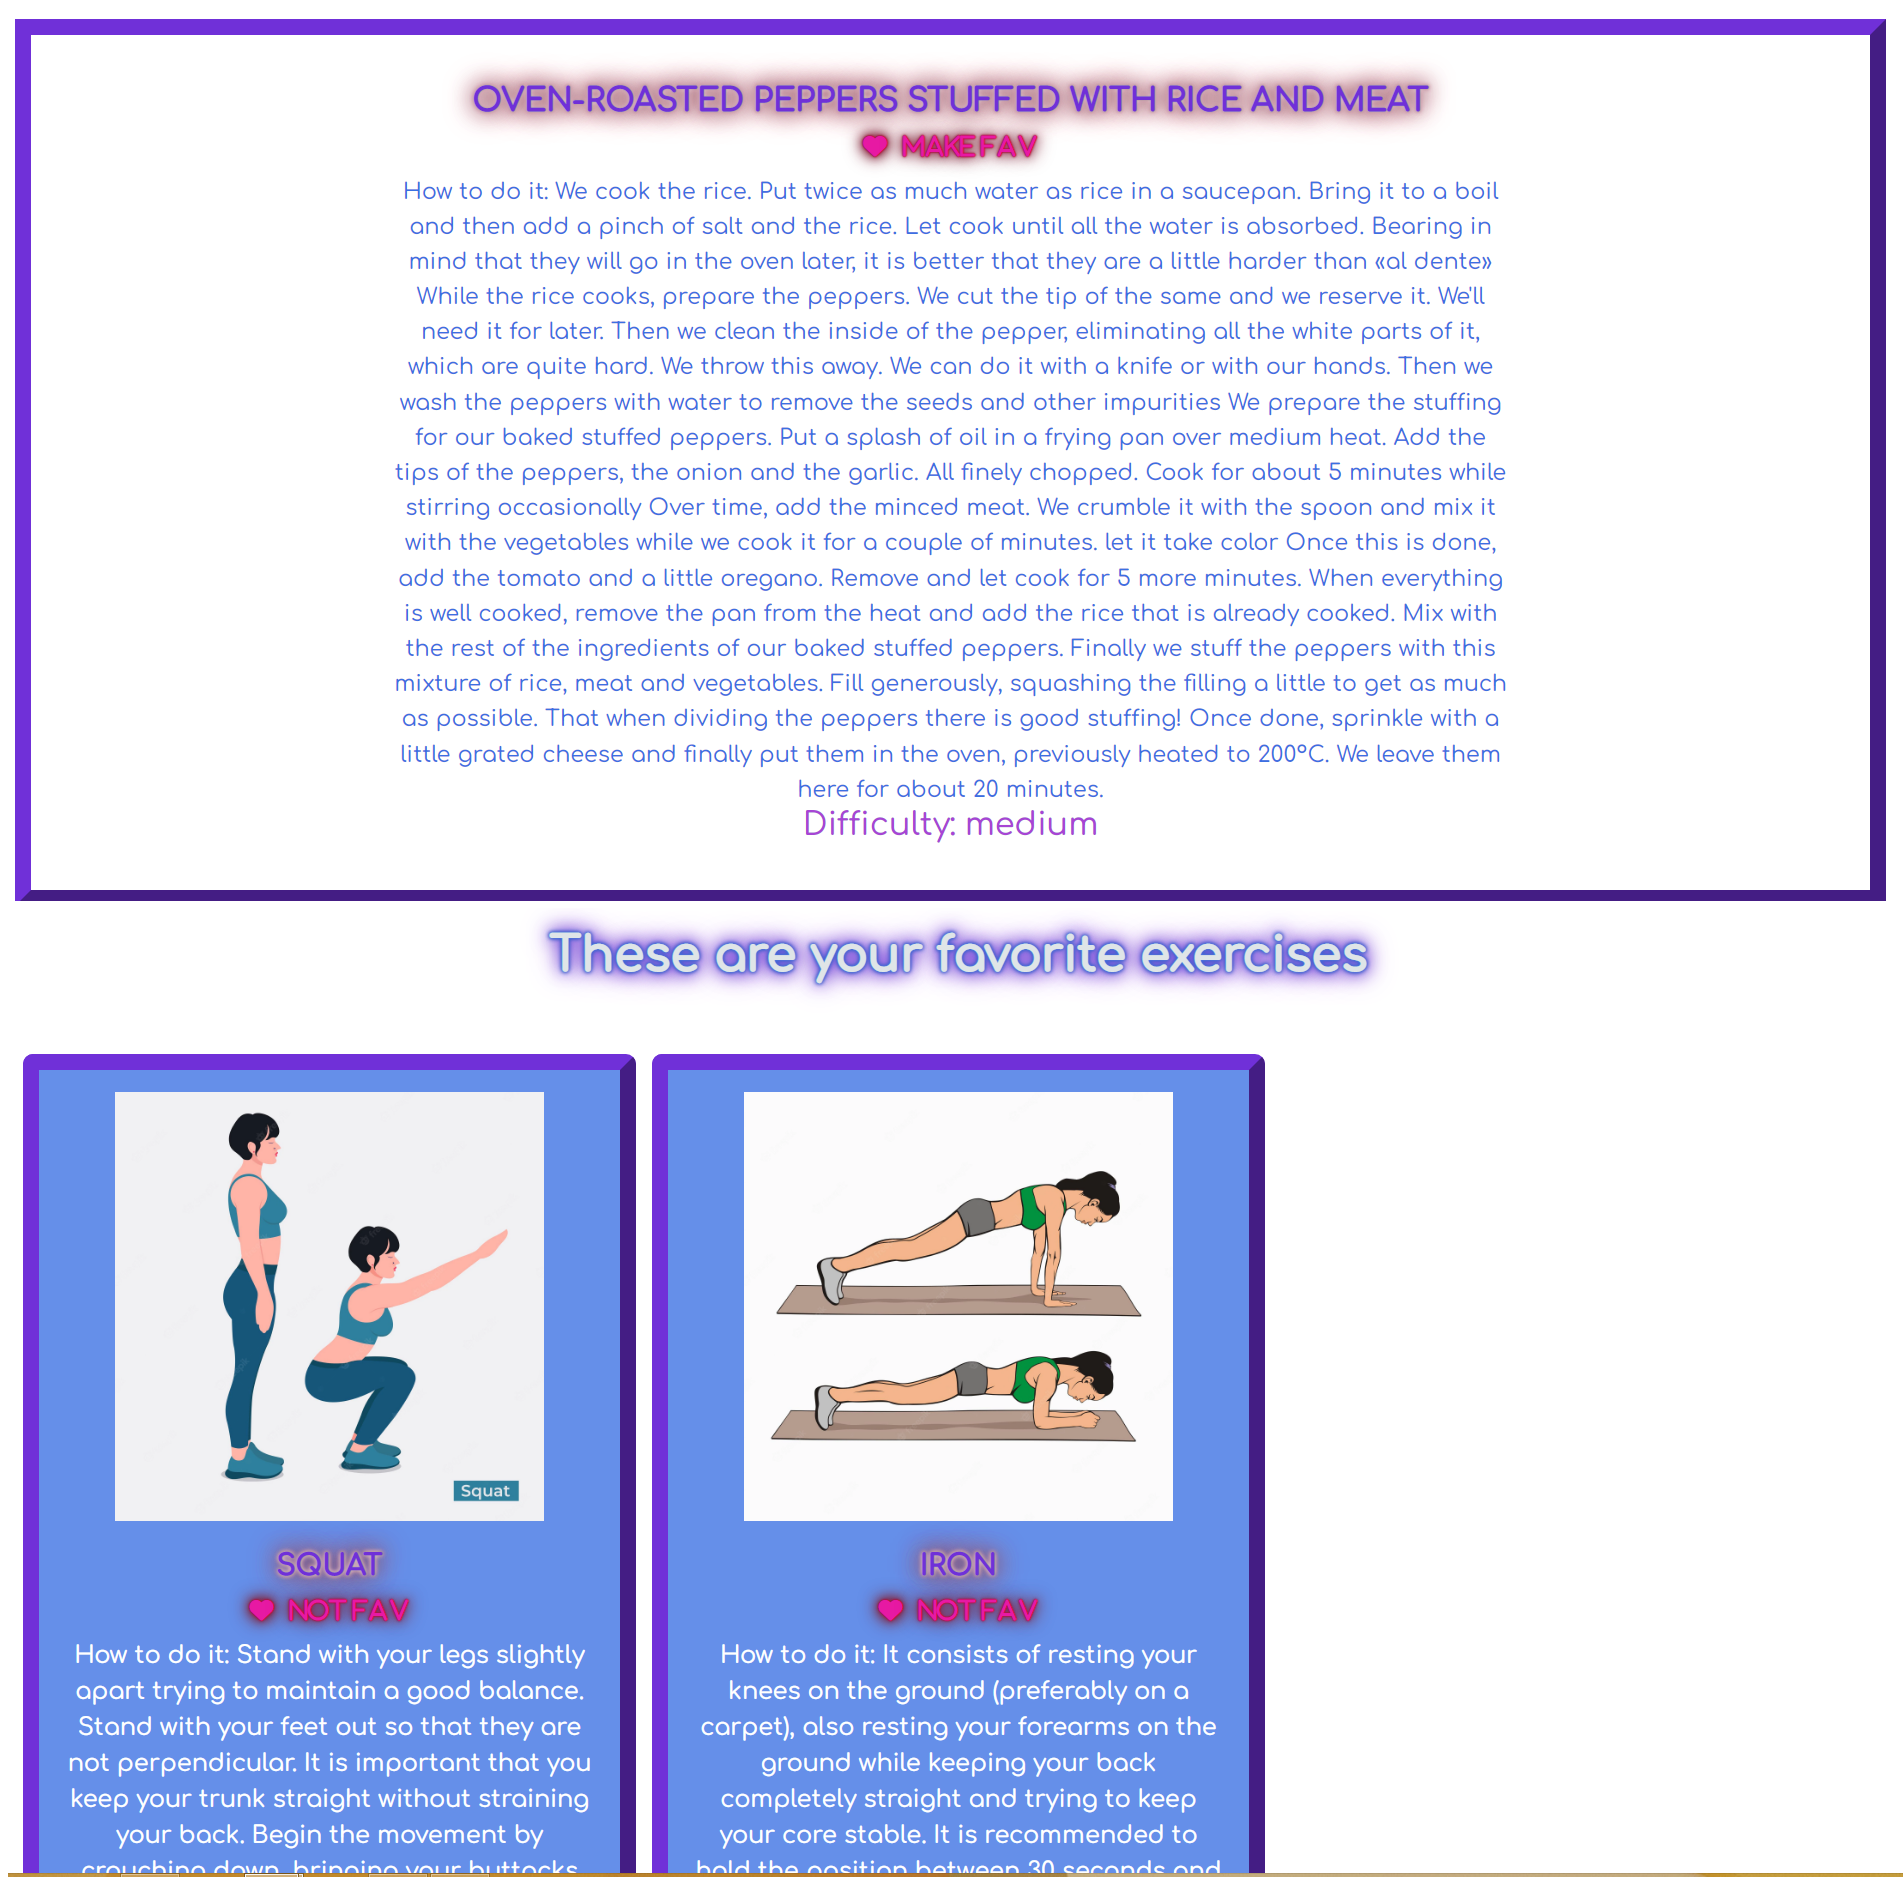 OVEN-ROASTED PEPPERS STUFFED WITH RICE AND MEAT
MAKE FAV
How to do it: We cook the rice. Put twice as much water as rice in a saucepan. Bring it to a boil
and then add a pinch of salt and the rice. Let cook until all the water is absorbed. Bearing in
mind that they will go in the oven later, it is better that they are a little harder than «al dente»
While the rice cooks, prepare the peppers. We cut the tip of the same and we reserve it. We'll
need it for later. Then we clean the inside of the pepper, eliminating all the white parts of it,
which are quite hard. We throw this away. We can do it with a knife or with our hands. Then we
wash the peppers with water to remove the seeds and other impurities We prepare the stuffing
for our baked stuffed peppers. Put a splash of oil in a frying pan over medium heat. Add the
tips of the peppers, the onion and the garlic. All finely chopped. Cook for about 5 minutes while
stirring occasionally Over time, add the minced meat. We crumble it with the spoon and mix it
with the vegetables while we cook it for a couple of minutes. let it take color Once this is done,
add the tomato and a little oregano. Remove and let cook for 5 more minutes. When everything
is well cooked, remove the pan from the heat and add the rice that is already cooked. Mix with
the rest of the ingredients of our baked stuffed peppers. Finally we stuff the peppers with this
mixture of rice, meat and vegetables. Fill generously, squashing the filling a little to get as much
as possible. That when dividing the peppers there is good stuffing! Once done, sprinkle with a
little grated cheese and finally put them in the oven, previously heated to 200°C. We leave them
here for about 20 minutes.
Difficulty: medium
These are your favorite exercises
Squat
SQUAT
NOT FAV
How to do it: Stand with your legs slightly
apart trying to maintain a good balance.
Stand with your feet out so that they are
not perpendicular. It is important that you
keep your trunk straight without straining
your back. Begin the movement by
crouching down, bringing your buttocks
IRON
NOT FAV
How to do it: It consists of resting your
knees on the ground (preferably on a
carpet), also resting your forearms on the
ground while keeping your back
completely straight and trying to keep
your core stable. It is recommended to
hold the position between 30 seconds and